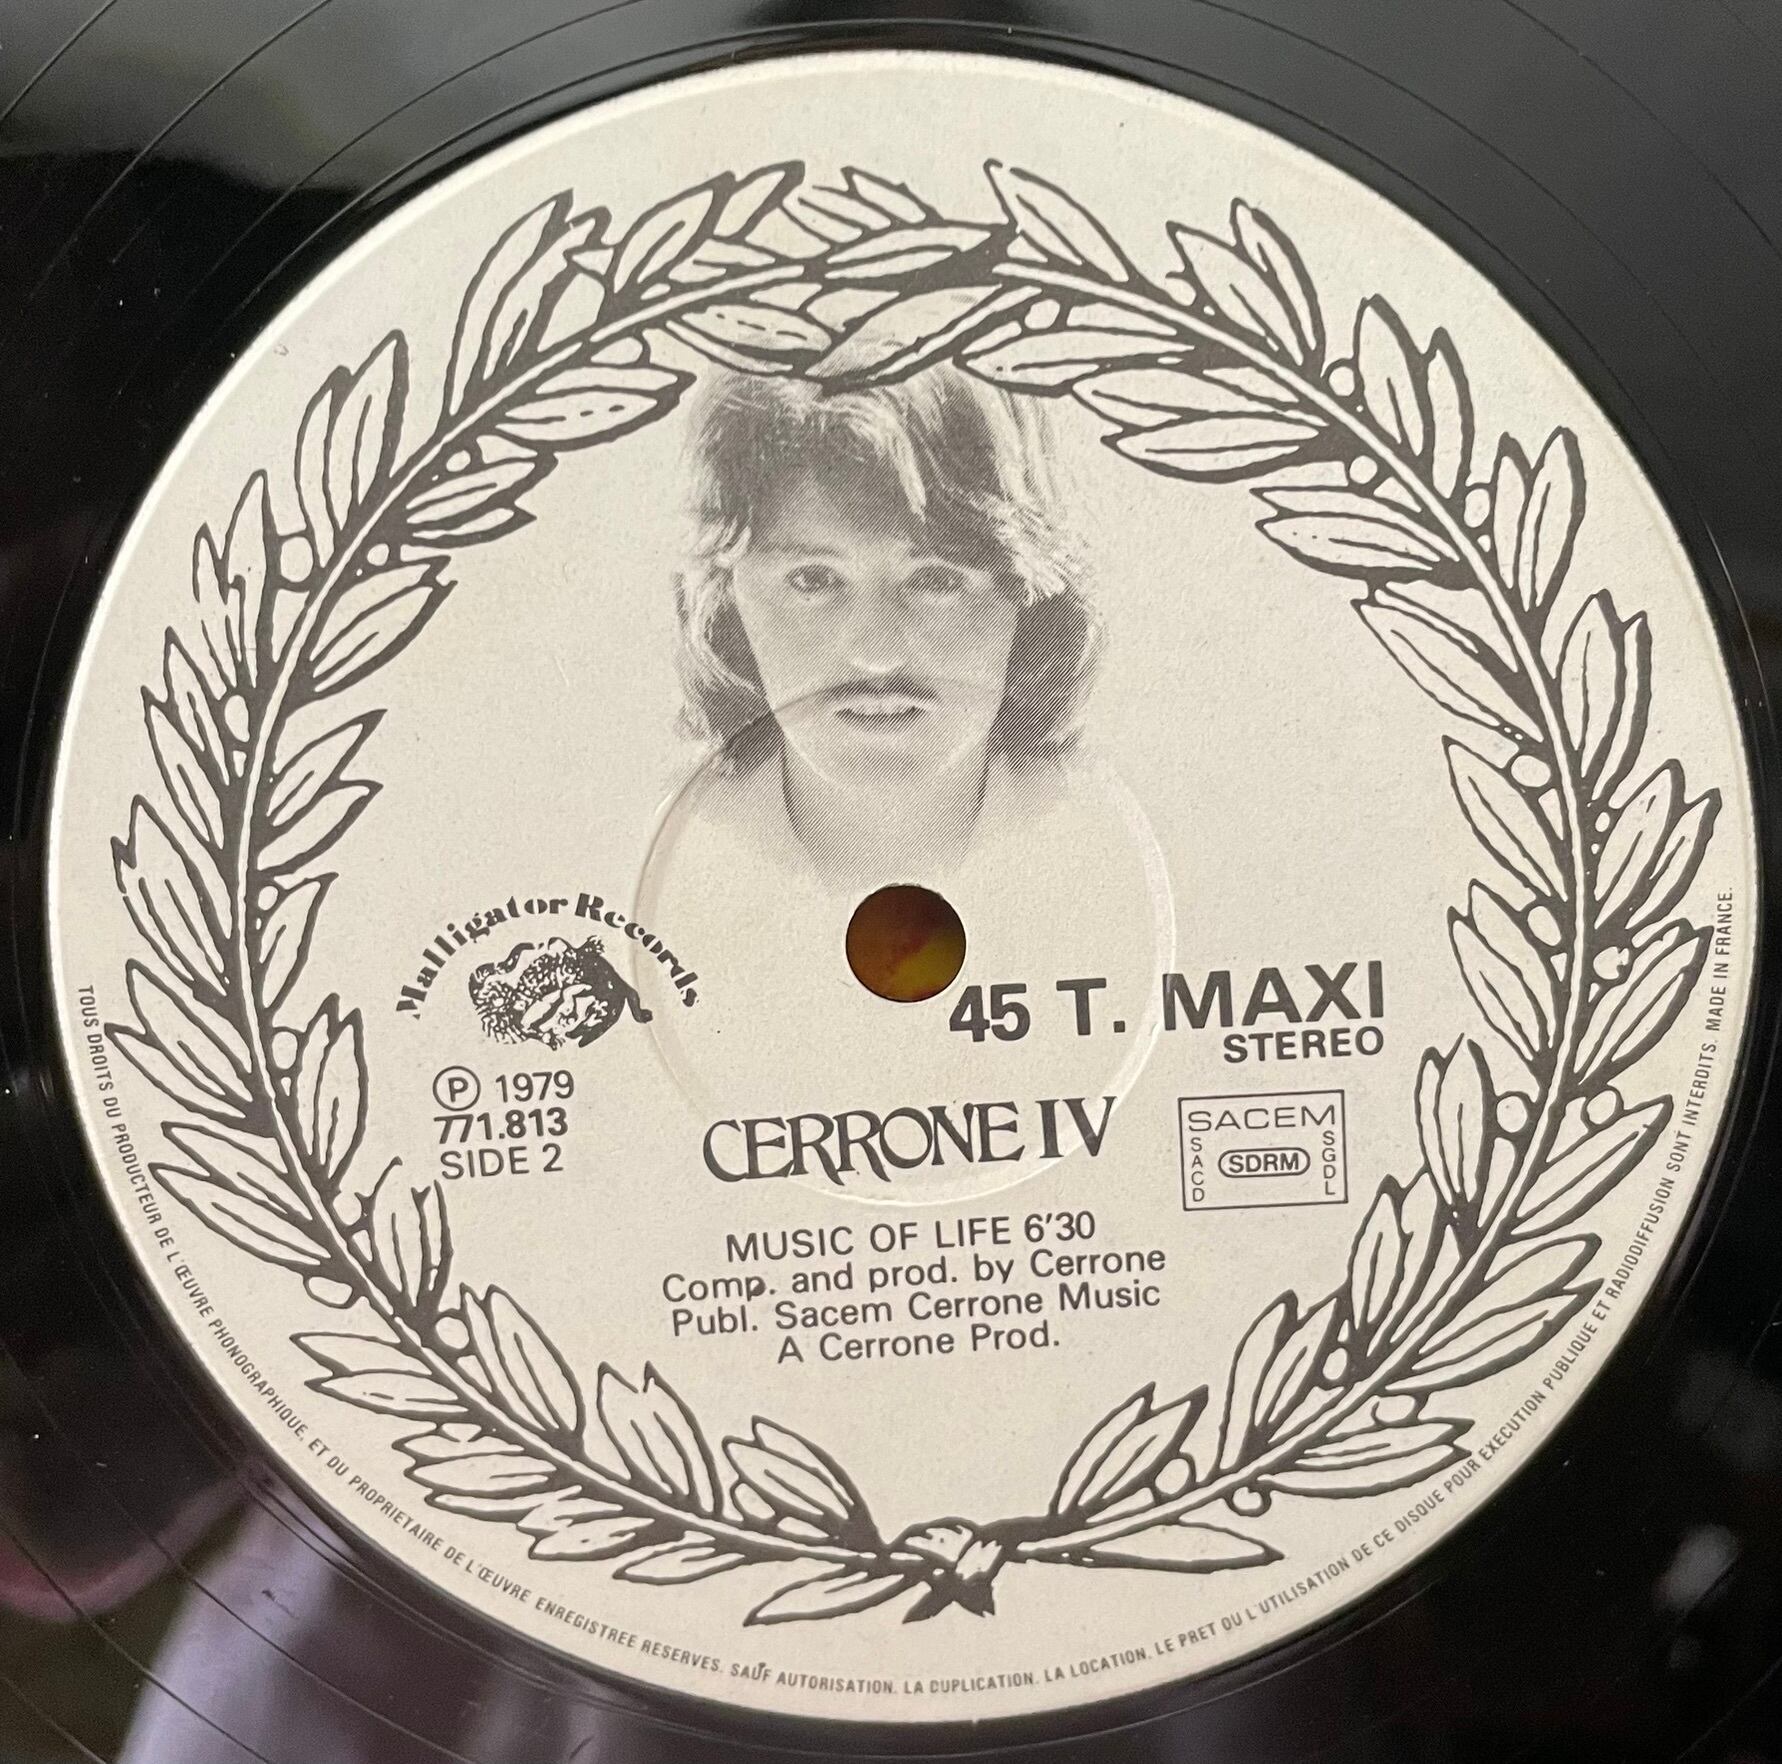 Malligator Records
45 T. MAXI
STEREO
Ⓟ 1979
771.813
SIDE 2
CERRONE IV
SACEM
SACD
SDRM
SGDL
MUSIC OF LIFE 6'30
Comp. and prod. by Cerrone
Publ. Sacem Cerrone Music
A Cerrone Prod.
TOUS DROITS DU PRODUCTEUR DE L'ŒUVRE PHONOGRAPHIQUE. ET DU PROPRIETAIRE DE L'ŒUVRE ENREGISTREE RESERVES. SAUF AUTORISATION. LA DUPLICATION. LA LOCATION. LE PRET OU L'UTILISATION DE CE DISQUE POUR EXECUTION PUBLIQUE ET RADIODIFFUSION SONT INTERDITS. MADE IN FRANCE.